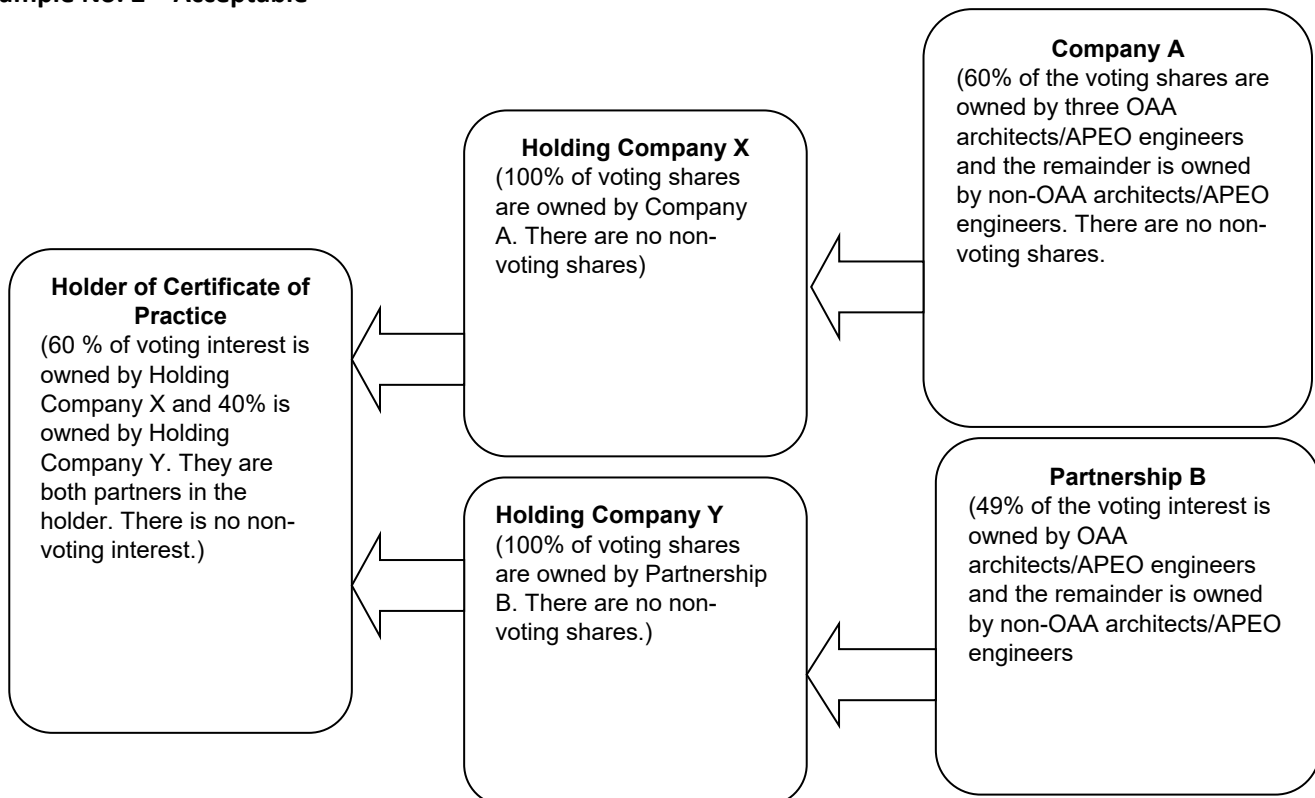 ample No. – Acceptable
Company A
(60% of the voting shares are
owned by three OAA
architects/APEO engineers
and the remainder is owned
by non-OAA architects/APEO
engineers. There are no non-
voting shares.
Holding Company X
(100% of voting shares
are owned by Company
A. There are no non-
voting shares)
Holder of Certificate of
Practice
(60 % of voting interest is
owned by Holding
Company X and 40% is
owned by Holding
Company Y. They are
both partners in the
holder. There is no non-
voting interest.)
Holding Company Y
(100% of voting shares
are owned by Partnership
B. There are no non-
voting shares.)
Partnership B
(49% of the voting interest is
owned by OAA
architects/APEO engineers
and the remainder is owned
by non-OAA architects/APEO
engineers